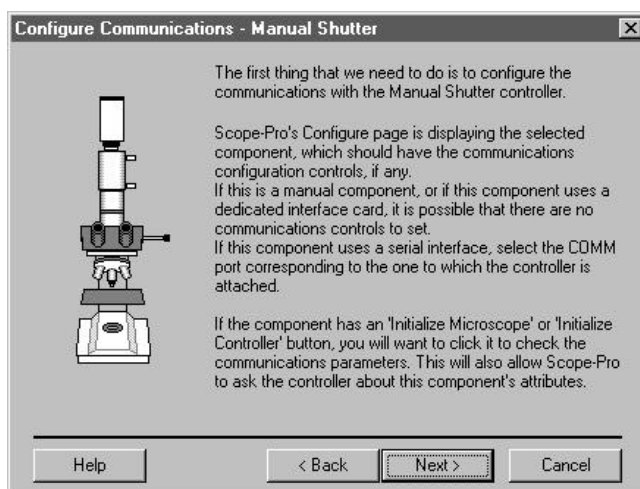 Configure Communications - Manual Shutter
The first thing that we need to do is to configure the
communications with the Manual Shutter controller.
Scope-Pro's Configure page is displaying the selected
component, which should have the communications
configuration controls, if any.
If this is a manual component, or if this component uses a
dedicated interface card, it is possible that there are no
communications controls to set.
If this component uses a serial interface, select the COMM
port corresponding to the one to which the controller is
attached.
If the component has an 'Initialize Microscope' or 'Initialize
Controller' button, you will want to click it to check the
communications parameters. This will also allow Scope-Pro
to ask the controller about this component's attributes.
Help < Back Next > Cancel